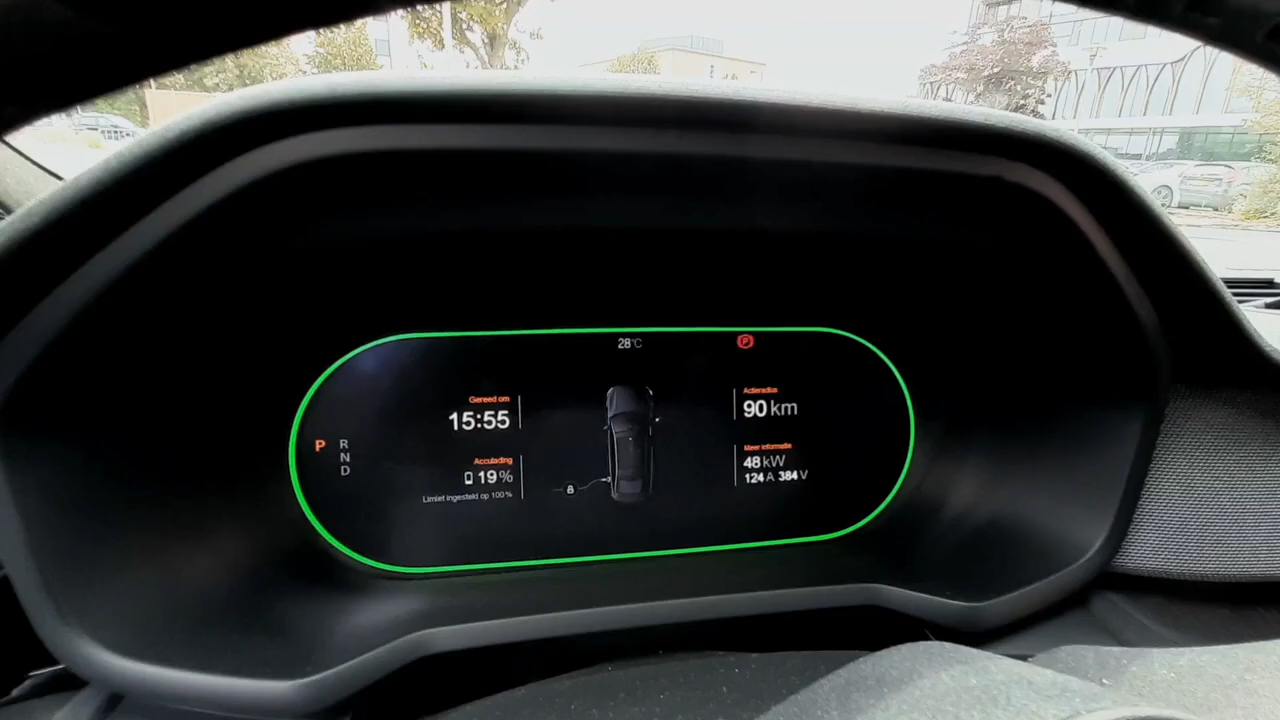 28°C
P
P
R
N
D
Gereed om
15:55
Acculading
19%
Limiet ingesteld op 100%
Actieradius
90 km
Meer informatie
48 kW
124 A 384 V